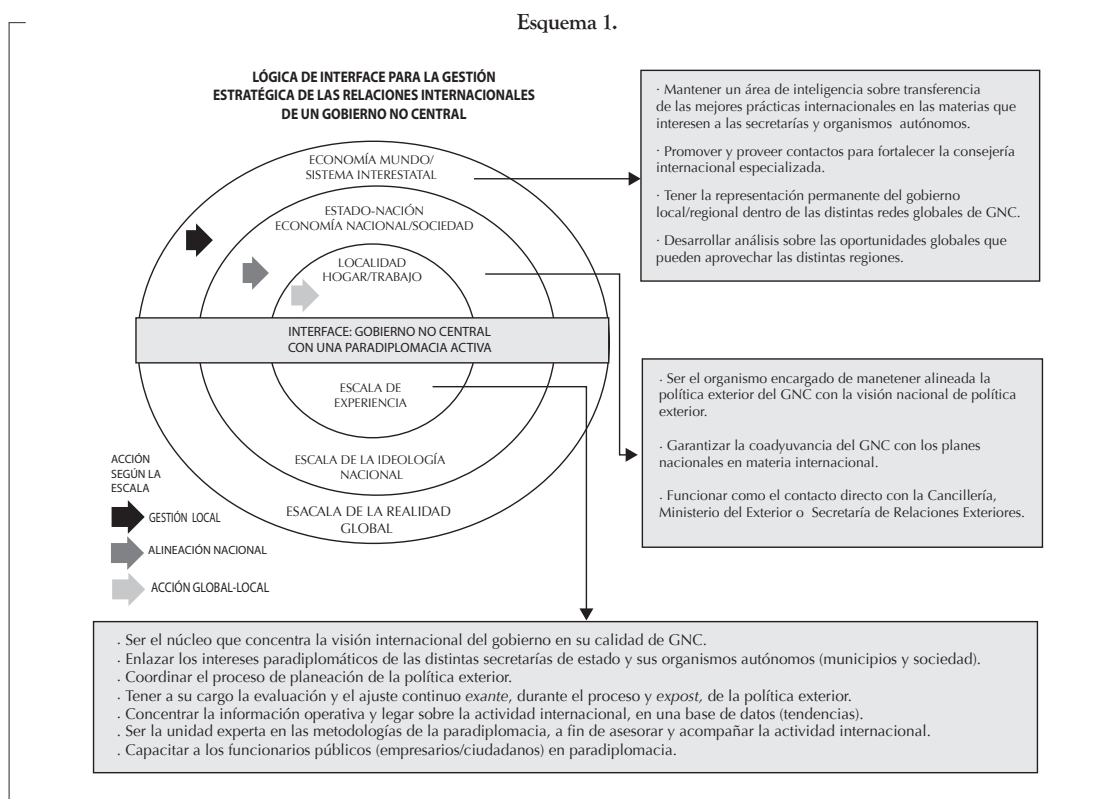 Esquema 1.
LÓGICA DE INTERFACE PARA LA GESTIÓN
ESTRATÉGICA DE LAS RELACIONES INTERNACIONALES
DE UN GOBIERNO NO CENTRAL
ECONOMÍA MUNDO/
SISTEMA INTERESTATAL
ESTADO-NACIÓN
ECONOMÍA NACIONAL/SOCIEDAD
LOCALIDAD
HOGAR/TRABAJO
INTERFACE: GOBIERNO NO CENTRAL
CON UNA PARADIPLOMACIA ACTIVA
ESCALA DE
EXPERIENCIA
ESCALA DE LA IDEOLOGÍA
NACIONAL
ESACALA DE LA REALIDAD
GLOBAL
ACCIÓN
SEGÚN LA
ESCALA
GESTIÓN LOCAL
ALINEACIÓN NACIONAL
ACCIÓN GLOBAL-LOCAL
· Mantener un área de inteligencia sobre transferencia
de las mejores prácticas internacionales en las materias que
interesen a las secretarías y organismos autónomos.
· Promover y proveer contactos para fortalecer la consejería
internacional especializada.
· Tener la representación permanente del gobierno
local/regional dentro de las distintas redes globales de GNC.
· Desarrollar análisis sobre las oportunidades globales que
pueden aprovechar las distintas regiones.
. Ser el organismo encargado de manetener alineada la
política exterior del GNC con la visión nacional de política
exterior.
. Garantizar la coadyuvancia del GNC con los planes
nacionales en materia internacional.
. Funcionar como el contacto directo con la Cancillería,
Ministerio del Exterior o Secretaría de Relaciones Exteriores.
. Ser el núcleo que concentra la visión internacional del gobierno en su calidad de GNC.
. Enlazar los intereses paradiplomáticos de las distintas secretarías de estado y sus organismos autónomos (municipios y sociedad).
. Coordinar el proceso de planeación de la política exterior.
. Tener a su cargo la evaluación y el ajuste continuo exante, durante el proceso y expost, de la política exterior.
. Concentrar la información operativa y legar sobre la actividad internacional, en una base de datos (tendencias).
. Ser la unidad experta en las metodologías de la paradiplomacia, a fin de asesorar y acompañar la actividad internacional.
. Capacitar a los funcionarios públicos (empresarios/ciudadanos) en paradiplomacia.